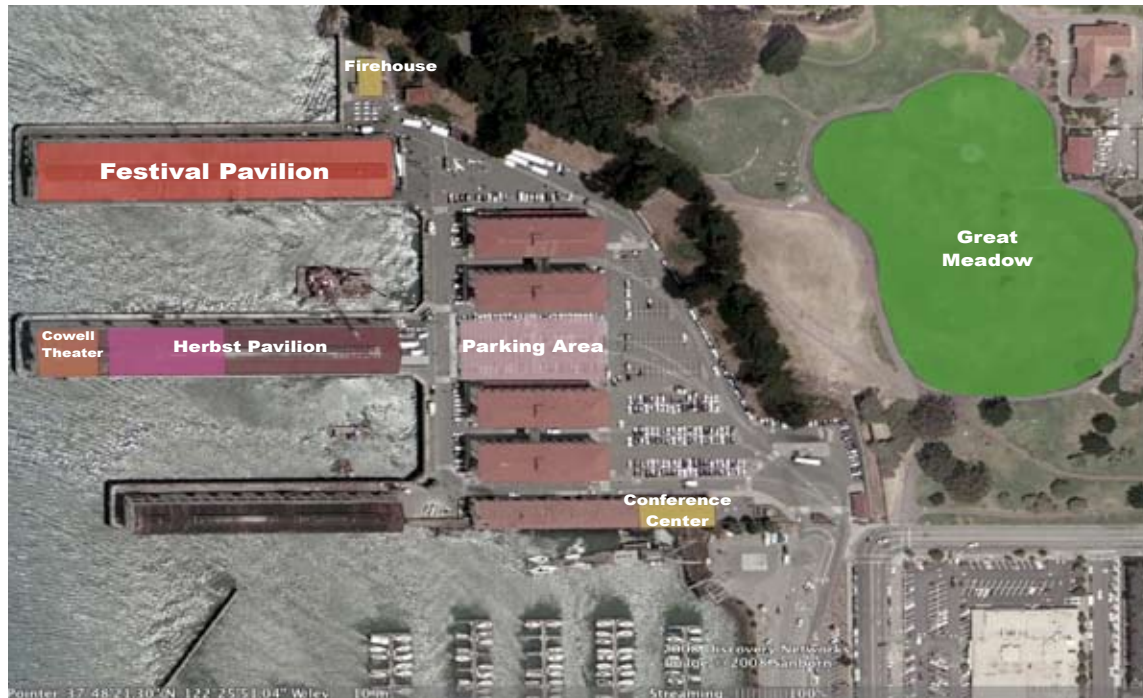 Firehouse
Festival Pavilion
Great
Meadow
Cowell
Theater
Herbst Pavilion
Parking Area
Conference
Center
2008 Discovery Networks
2008 Sanborn
Pointer 37°48'21.30" N 122°25'51.04" W
Streaming 100%